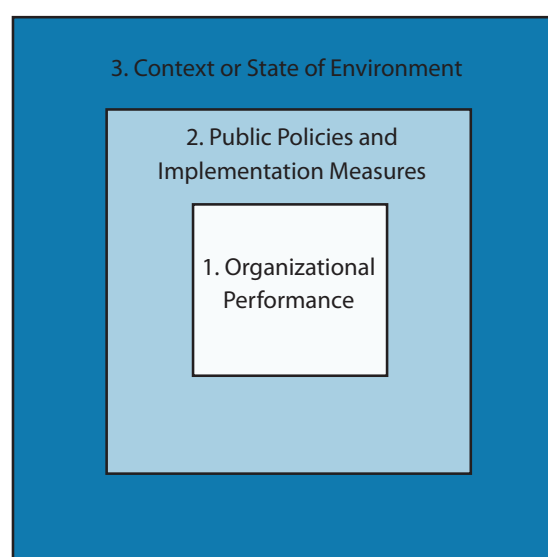 3. Context or State of Environment
2. Public Policies and
Implementation Measures
1. Organizational
Performance